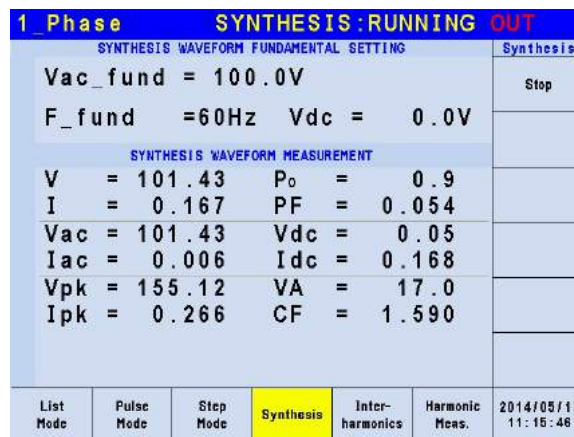 1_Phase SYNTHESIS:RUNNING OUT
SYNTHESIS WAVEFORM FUNDAMENTAL SETTING
Synthesis
Vac_fund = 100.0V
Stop
F_fund =60Hz Vdc = 0.0V
SYNTHESIS WAVEFORM MEASUREMENT
V = 101.43 Po = 0.9
I = 0.167 PF = 0.054
Vac = 101.43 Vdc = 0.05
Iac = 0.006 Idc = 0.168
Vpk = 155.12 VA = 17.0
Ipk = 0.266 CF = 1.590
List Mode
Pulse Mode
Step Mode
Synthesis
Inter-harmonics
Harmonic Meas.
2014/05/1
11:15:46